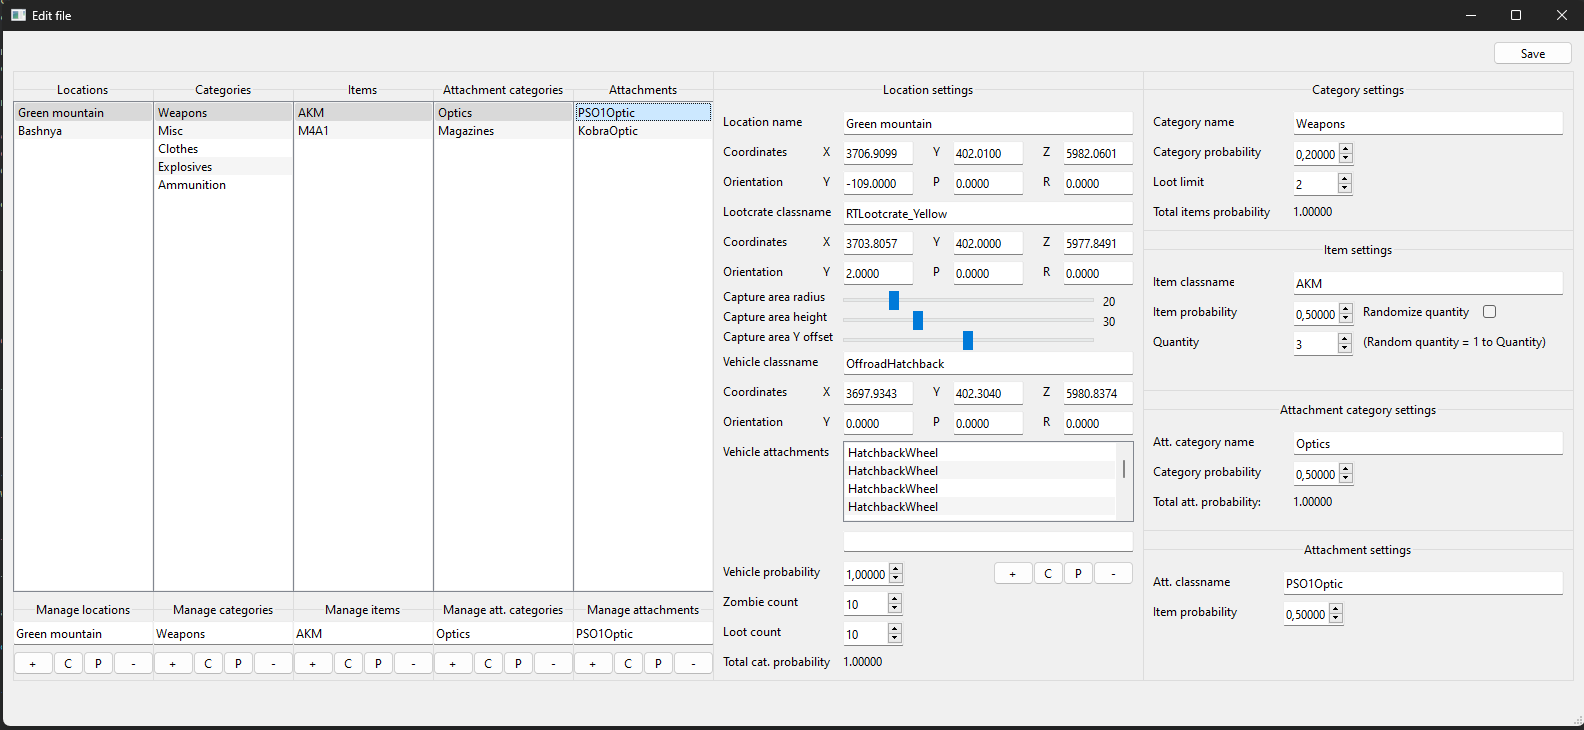 Edit file
Save
Locations Categories Items Attachment categories Attachments
Green mountain Weapons AKM Optics PSO1Optic
Bashnya Misc M4A1 Magazines KobraOptic
Clothes
Explosives
Ammunition
Manage locations Manage categories Manage items Manage att. categories Manage attachments
Green mountain Weapons AKM Optics PSO1Optic
+ C P - + C P - + C P - + C P - + C P -
Location settings
Location name Green mountain
Coordinates X 3706.9099 Y 402.0100 Z 5982.0601
Orientation Y -109.0000 P 0.0000 R 0.0000
Lootcrate classname RTLootcrate_Yellow
Coordinates X 3703.8057 Y 402.0000 Z 5977.8491
Orientation Y 2.0000 P 0.0000 R 0.0000
Capture area radius 20
Capture area height 30
Capture area Y offset
Vehicle classname OffroadHatchback
Coordinates X 3697.9343 Y 402.3040 Z 5980.8374
Orientation Y 0.0000 P 0.0000 R 0.0000
Vehicle attachments HatchbackWheel
HatchbackWheel
HatchbackWheel
HatchbackWheel
Vehicle probability 1,00000 + C P -
Zombie count 10
Loot count 10
Total cat. probability 1.00000
Category settings
Category name Weapons
Category probability 0,20000
Loot limit 2
Total items probability 1.00000
Item settings
Item classname AKM
Item probability 0,50000 Randomize quantity
Quantity 3 (Random quantity = 1 to Quantity)
Attachment category settings
Att. category name Optics
Category probability 0,50000
Total att. probability: 1.00000
Attachment settings
Att. classname PSO1Optic
Item probability 0,50000